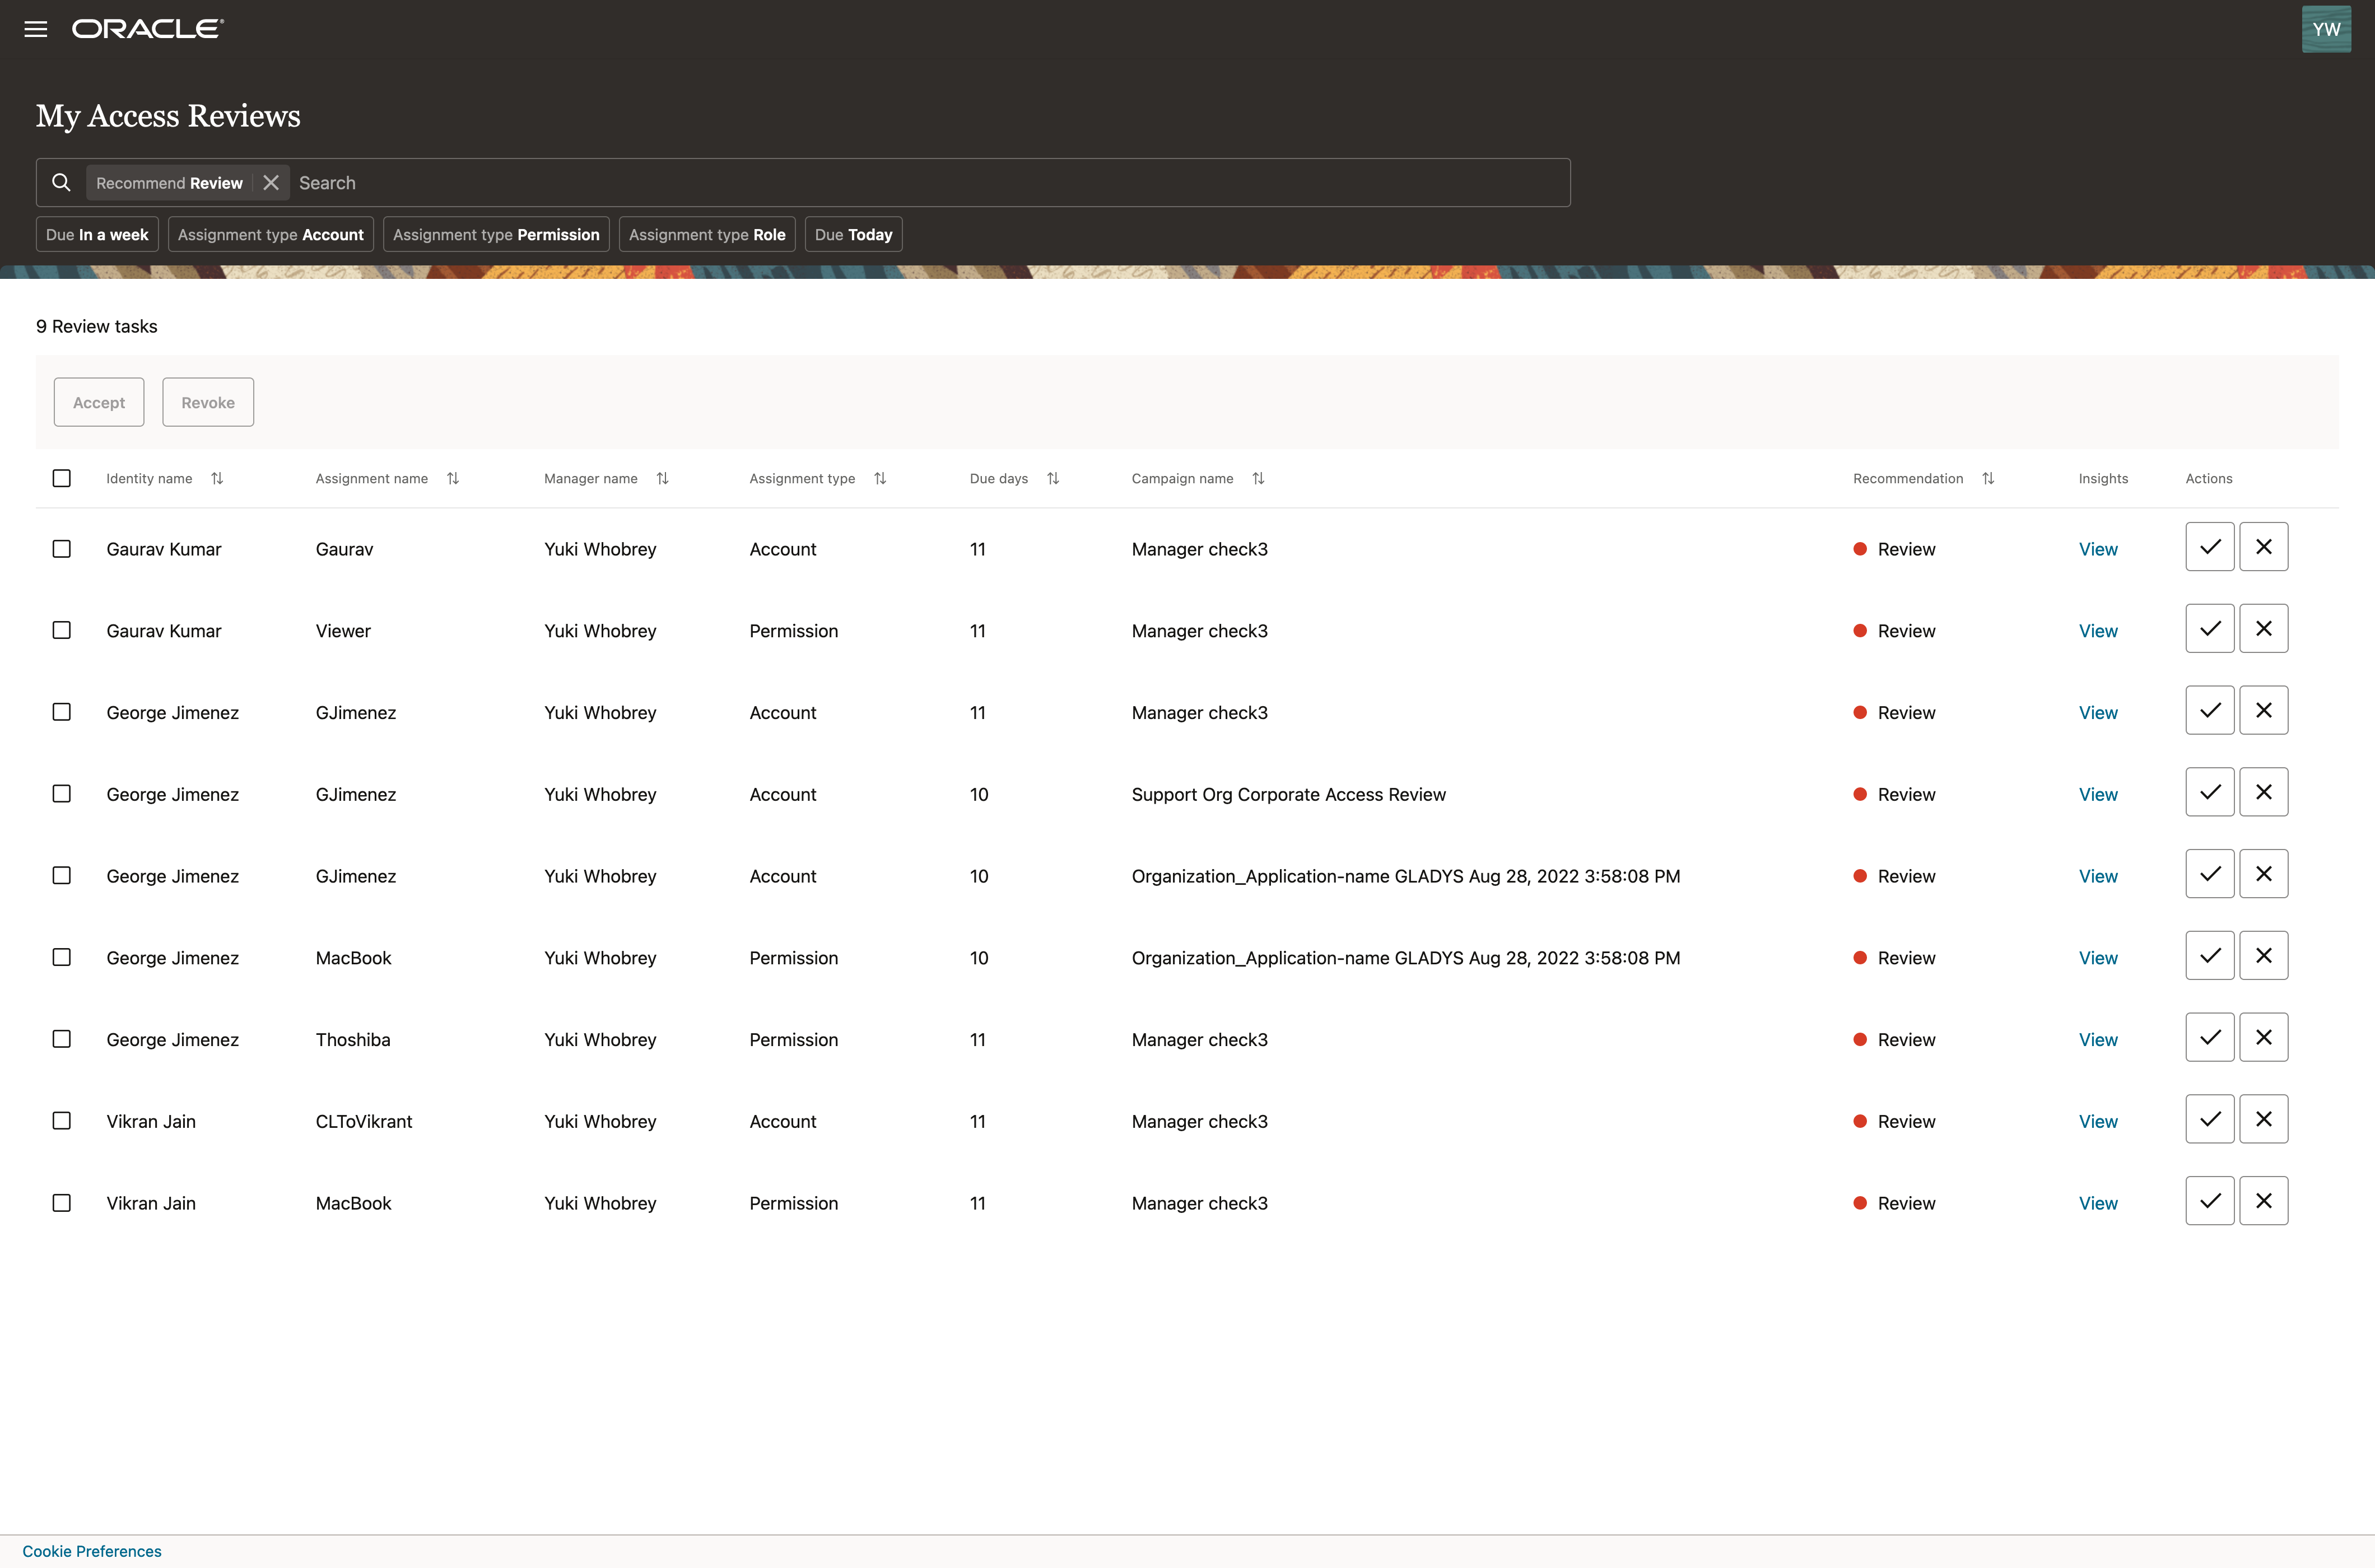 ORACLE
YW
My Access Reviews
Recommend Review Search
Due In a week Assignment type Account Assignment type Permission Assignment type Role Due Today
9 Review tasks
Accept Revoke
Identity name Assignment name Manager name Assignment type Due days Campaign name Recommendation Insights Actions
Gaurav Kumar Gaurav Yuki Whobrey Account 11 Manager check3 Review View
Gaurav Kumar Viewer Yuki Whobrey Permission 11 Manager check3 Review View
George Jimenez GJimenez Yuki Whobrey Account 11 Manager check3 Review View
George Jimenez GJimenez Yuki Whobrey Account 10 Support Org Corporate Access Review Review View
George Jimenez GJimenez Yuki Whobrey Account 10 Organization_Application-name GLADYS Aug 28, 2022 3:58:08 PM Review View
George Jimenez MacBook Yuki Whobrey Permission 10 Organization_Application-name GLADYS Aug 28, 2022 3:58:08 PM Review View
George Jimenez Thoshiba Yuki Whobrey Permission 11 Manager check3 Review View
Vikran Jain CLToVikrant Yuki Whobrey Account 11 Manager check3 Review View
Vikran Jain MacBook Yuki Whobrey Permission 11 Manager check3 Review View
Cookie Preferences